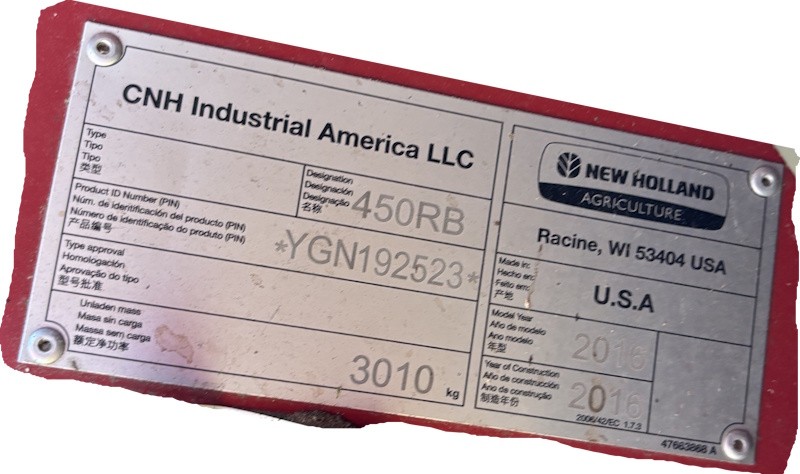 CNH Industrial America LLC
Type
Tipo
Tipo
类型
Designation
Designación
Designação
名称
450RB
Product ID Number (PIN)
Núm. de identificación del producto (PIN)
Número de identificação do produto (PIN)
产品编号
*YGN192523*
Type approval
Homologación
Aprovação do tipo
型号批准
Unladen mass
Masa sin carga
Massa sem carga
额定净功率
3010 kg
NEW HOLLAND
AGRICULTURE
Racine, WI 53404 USA
Made in:
Hecho en:
Feito em:
产地
U.S.A
Model Year
Año de modelo
Ano modelo
年型
2016
Year of Construction
Año de construcción
Ano de construção
制造年份
2016
2006/42/EC 1.7.3
47663868 A